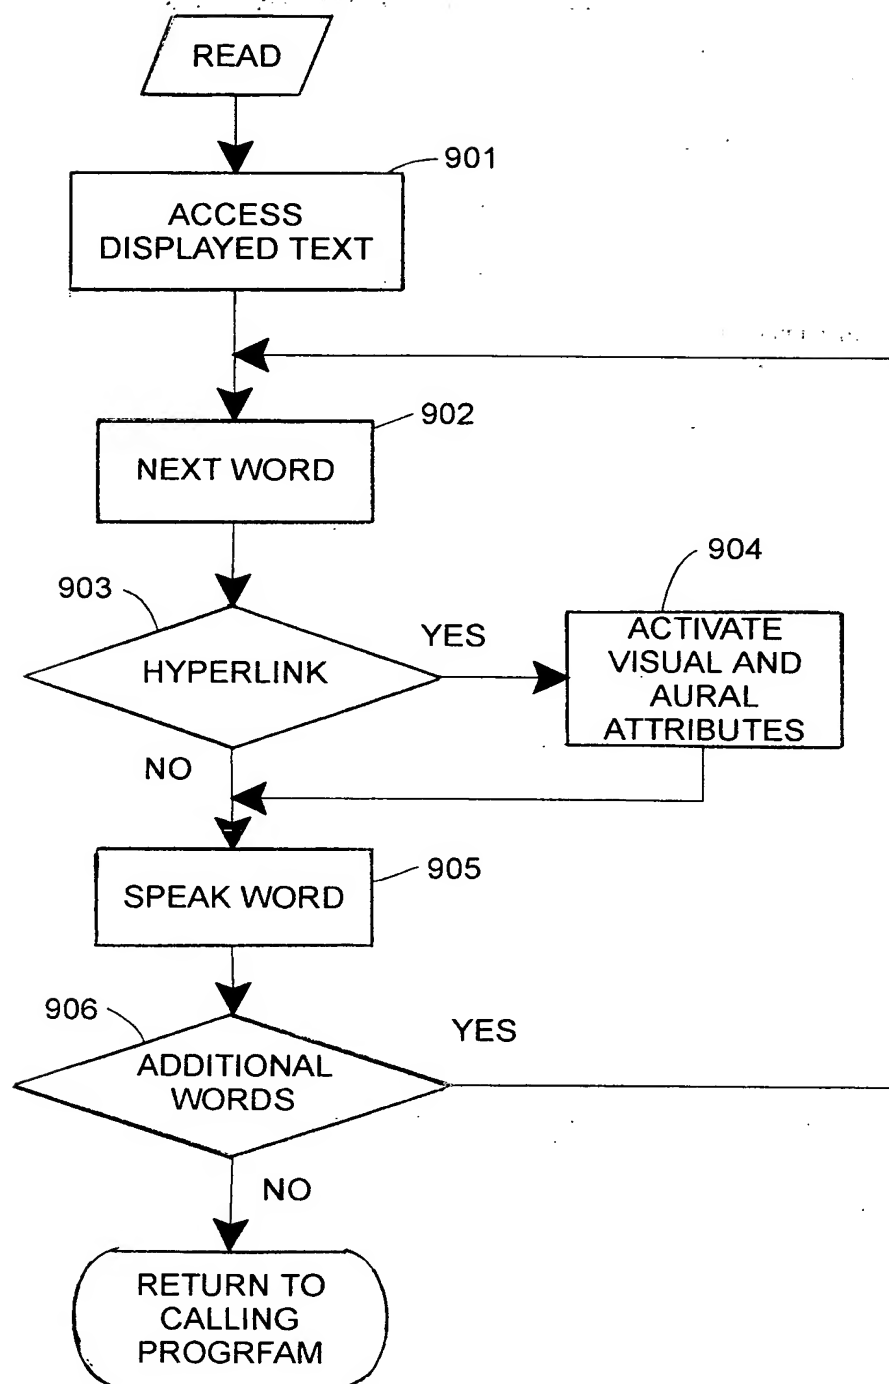 READ
901
ACCESS
DISPLAYED TEXT
902
NEXT WORD
903
HYPERLINK
YES
904
ACTIVATE
VISUAL AND
AURAL
ATTRIBUTES
NO
905
SPEAK WORD
906
ADDITIONAL
WORDS
YES
NO
RETURN TO
CALLING
PROGRFAM